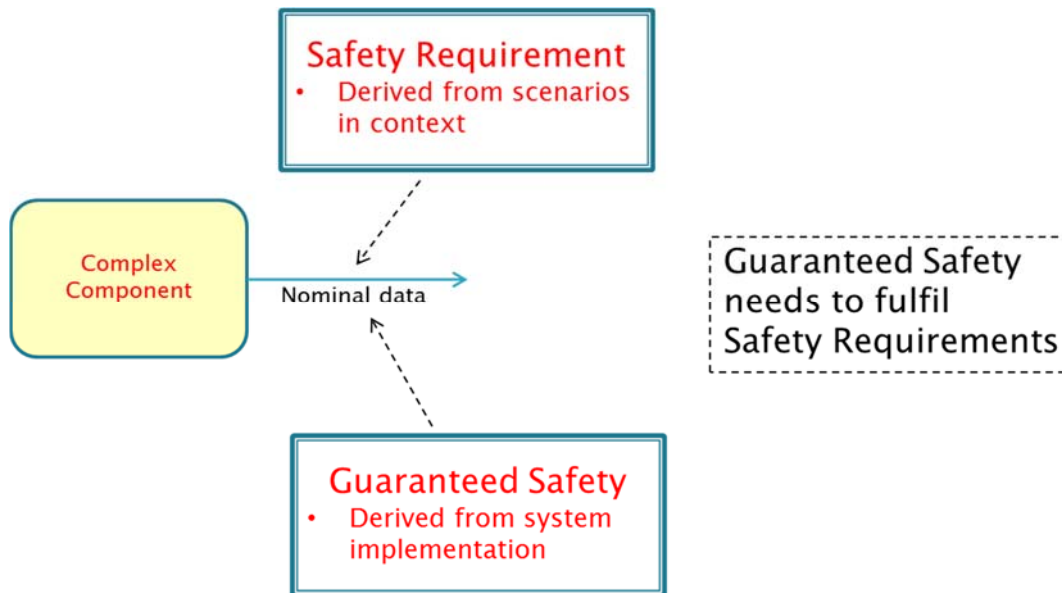 Safety Requirement
• Derived from scenarios
in context
Complex
Component
Nominal data
Guaranteed Safety
needs to fulfil
Safety Requirements
Guaranteed Safety
• Derived from system
implementation